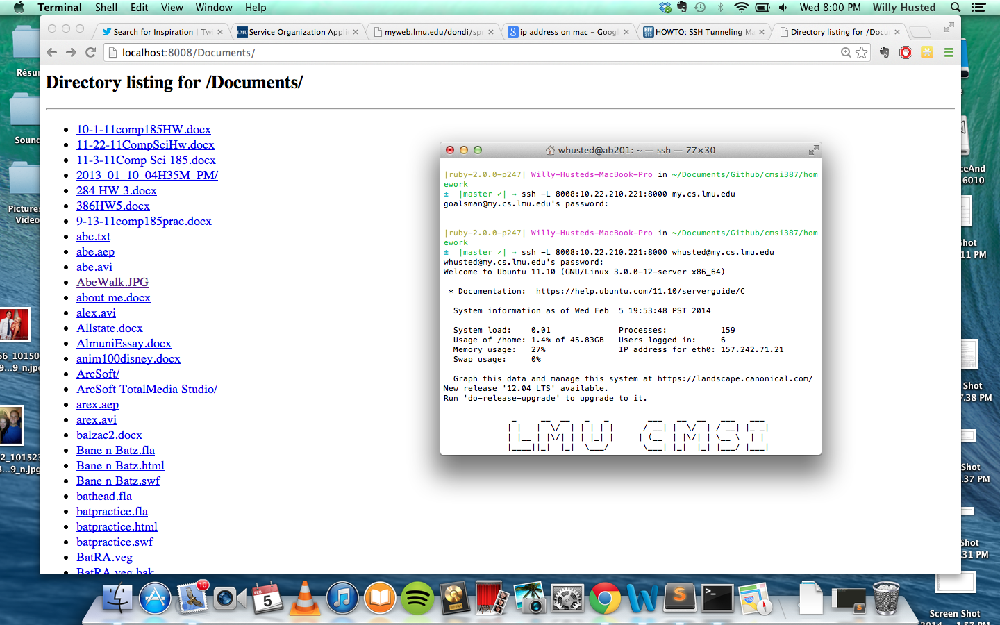 Terminal Shell Edit View Window Help
Wed 8:00 PM Willy Husted
Search for Inspiration | Tw
Service Organization Applic
myweb.lmu.edu/dondi/spr
ip address on mac - Goog
HOWTO: SSH Tunneling Ma
Directory listing for /Docu
localhost:8008/Documents/
Directory listing for /Documents/
10-1-11comp185HW.docx
11-22-11CompSciHw.docx
11-3-11Comp Sci 185.docx
2013_01_10_04H35M_PM/
284 HW 3.docx
386HW5.docx
9-13-11comp185prac.docx
abc.txt
abe.aep
abe.avi
AbeWalk.JPG
about me.docx
alex.avi
Allstate.docx
AlmuniEssay.docx
anim100disney.docx
ArcSoft/
ArcSoft TotalMedia Studio/
arex.aep
arex.avi
balzac2.docx
Bane n Batz.fla
Bane n Batz.html
Bane n Batz.swf
bathead.fla
batpractice.fla
batpractice.html
batpractice.swf
BatRA.veg
BatRA.veg.bak
whusted@ab201: ~ — ssh — 77×30
|ruby-2.0.0-p247| Willy-Husteds-MacBook-Pro in ~/Documents/Github/cmsi387/hom
ework
± |master ✓| → ssh -L 8008:10.22.210.221:8000 my.cs.lmu.edu
goalsman@my.cs.lmu.edu's password:
|ruby-2.0.0-p247| Willy-Husteds-MacBook-Pro in ~/Documents/Github/cmsi387/hom
ework
± |master ✓| → ssh -L 8008:10.22.210.221:8000 whusted@my.cs.lmu.edu
whusted@my.cs.lmu.edu's password:
Welcome to Ubuntu 11.10 (GNU/Linux 3.0.0-12-server x86_64)
* Documentation: https://help.ubuntu.com/11.10/serverguide/C
System information as of Wed Feb 5 19:53:48 PST 2014
System load: 0.01 Processes: 159
Usage of /home: 1.4% of 45.83GB Users logged in: 6
Memory usage: 27% IP address for eth0: 157.242.71.21
Swap usage: 0%
Graph this data and manage this system at https://landscape.canonical.com/
New release '12.04 LTS' available.
Run 'do-release-upgrade' to upgrade to it.
LMU CMSI
Résu
Sound
Picture
Video
66_10150
9...9_n.jpg
2_101523
8...9_n.jpg
e
ceAnd
16010
hot
11 PM
Shot
7.38 PM
Shot
.37 PM
Shot
.31 PM
Screen Shot
2014 ... 1.57 PM
10
FEB
5